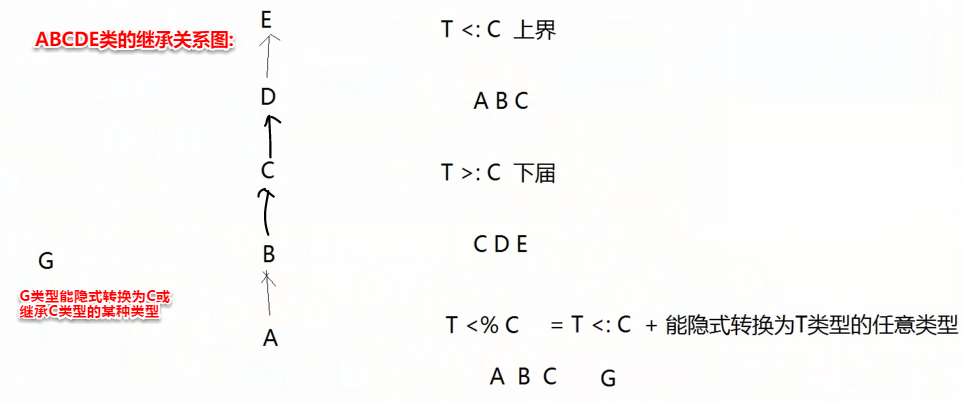 ABCDE类的继承关系图:
E
D
C
B
A
G
G类型能隐式转换为C或
继承C类型的某种类型
T <: C 上界
A B C
T >: C 下届
C D E
T <% C = T <: C + 能隐式转换为T类型的任意类型
A B C G